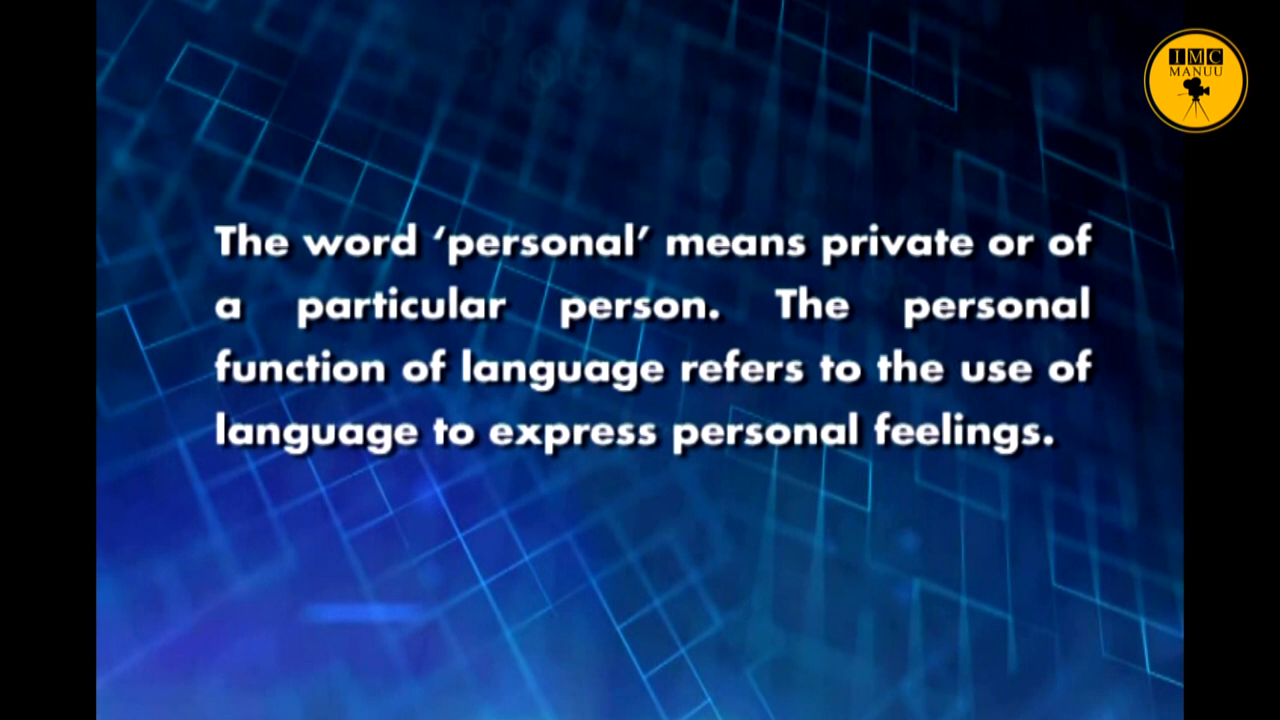 IMC
MANUU
The word ‘personal’ means private or of
a particular person. The personal
function of language refers to the use of
language to express personal feelings.